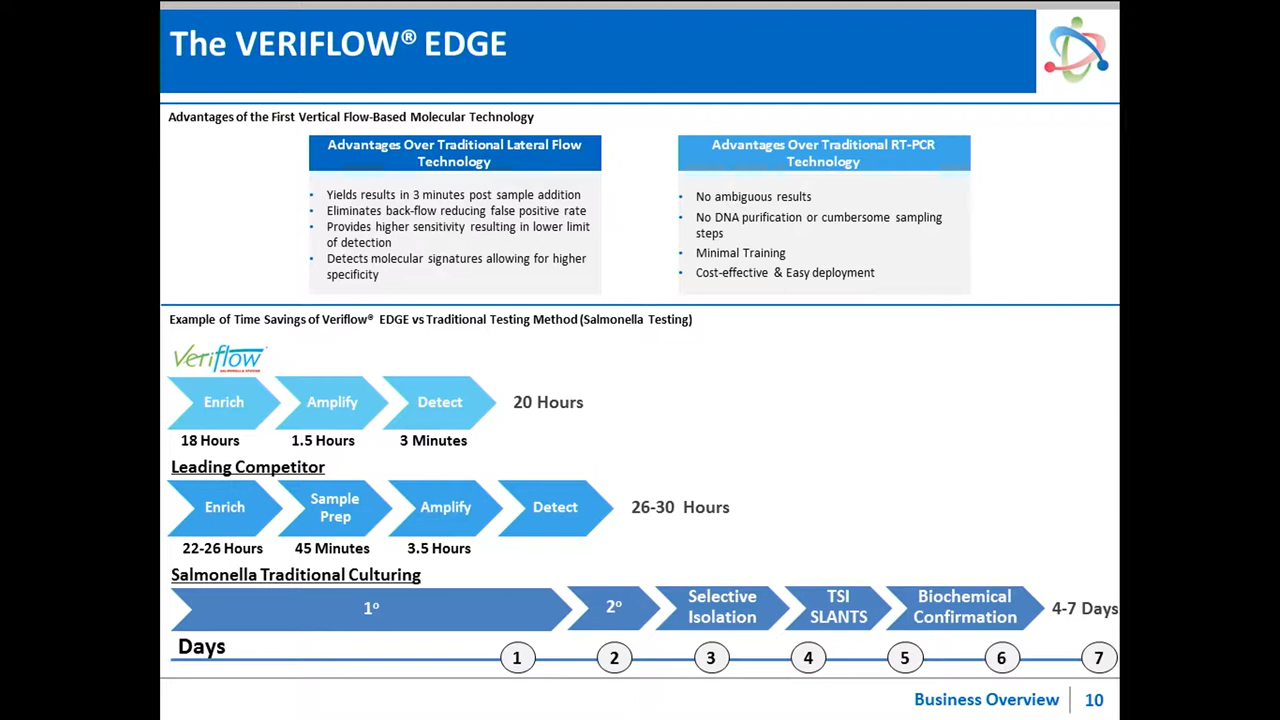 The VERIFLOW® EDGE
Advantages of the First Vertical Flow-Based Molecular Technology
Advantages Over Traditional Lateral Flow
Technology
• Yields results in 3 minutes post sample addition
• Eliminates back-flow reducing false positive rate
• Provides higher sensitivity resulting in lower limit
of detection
• Detects molecular signatures allowing for higher
specificity
Advantages Over Traditional RT-PCR
Technology
• No ambiguous results
• No DNA purification or cumbersome sampling
steps
• Minimal Training
• Cost-effective & Easy deployment
Example of Time Savings of Veriflow® EDGE vs Traditional Testing Method (Salmonella Testing)
Veriflow
Enrich Amplify Detect 20 Hours
18 Hours 1.5 Hours 3 Minutes
Leading Competitor
Enrich Sample Prep Amplify Detect 26-30 Hours
22-26 Hours 45 Minutes 3.5 Hours
Salmonella Traditional Culturing
1º 2º Selective Isolation TSI SLANTS Biochemical Confirmation 4-7 Days
Days
1 2 3 4 5 6 7
Business Overview 10